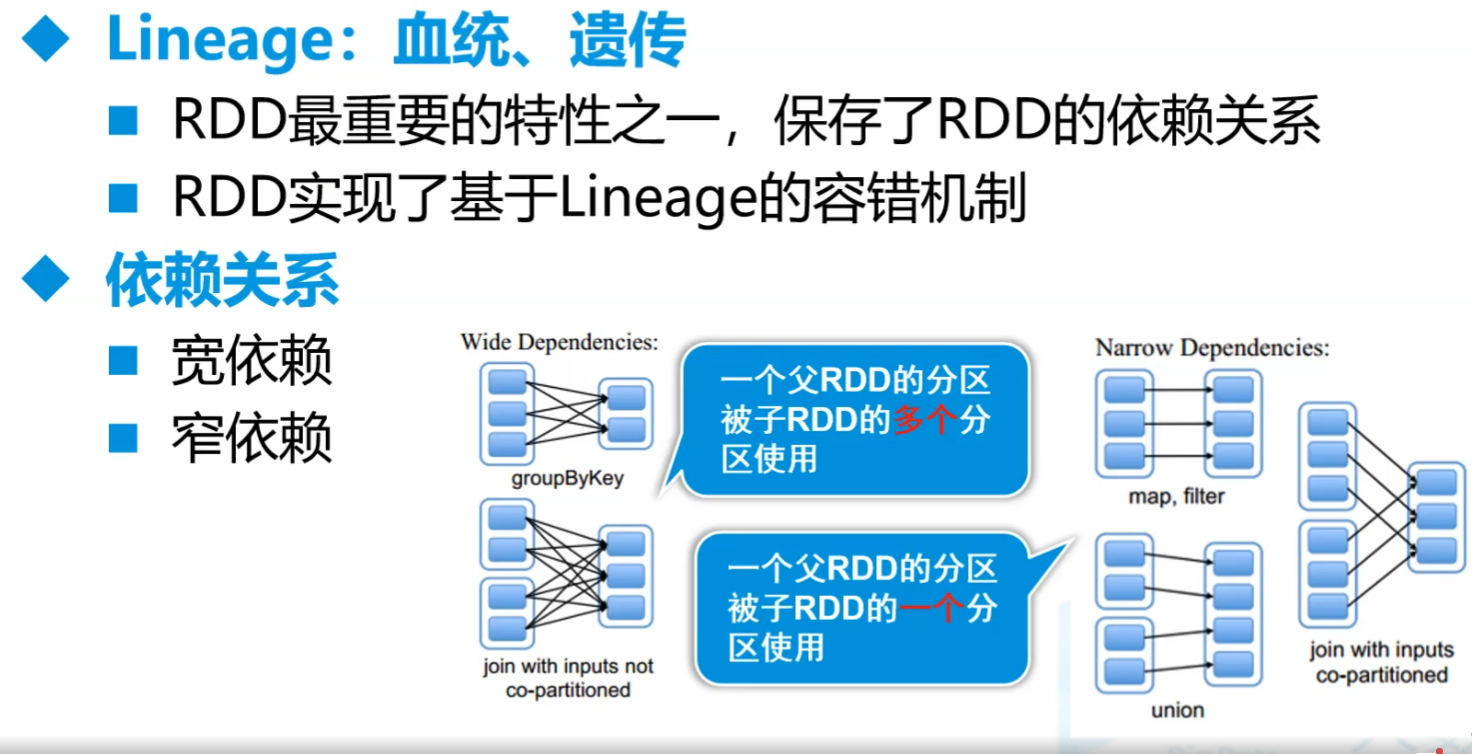 Lineage：血统、遗传
RDD最重要的特性之一，保存了RDD的依赖关系
RDD实现了基于Lineage的容错机制
依赖关系
宽依赖
窄依赖
Wide Dependencies:
groupByKey
join with inputs not
co-partitioned
一个父RDD的分区
被子RDD的多个分
区使用
一个父RDD的分区
被子RDD的一个分
区使用
Narrow Dependencies:
map, filter
union
join with inputs
co-partitioned